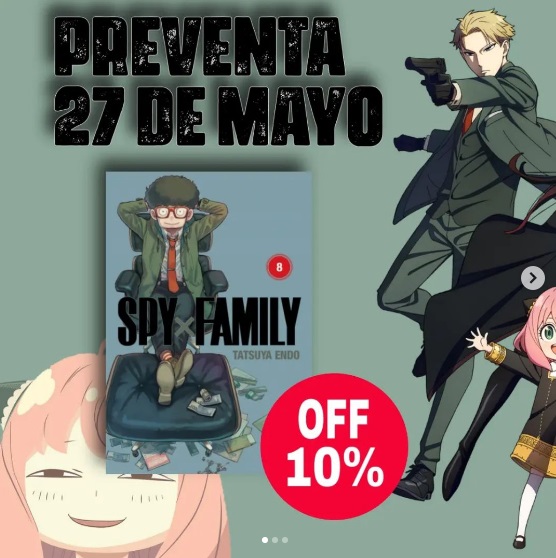 PREVENTA
27 DE MAYO
8
SPY×FAMILY
TATSUYA ENDO
OFF
10%